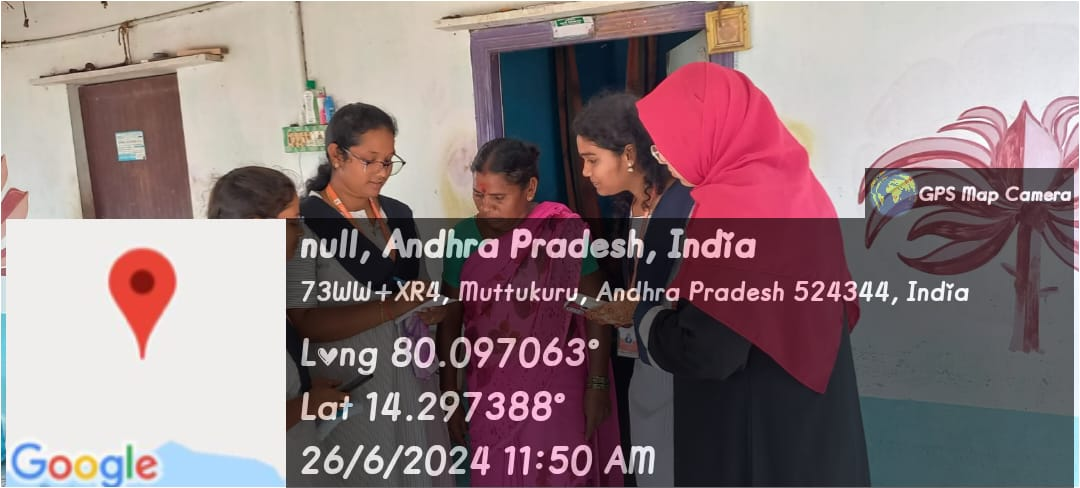 GPS Map Camera
null, Andhra Pradesh, India
73WW+XR4, Muttukuru, Andhra Pradesh 524344, India
Long 80.097063°
Lat 14.297388°
26/6/2024 11:50 AM
Google